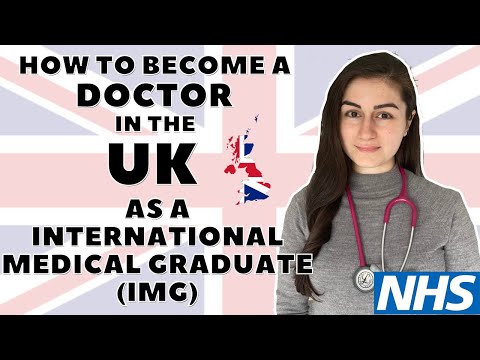 HOW TO BECOME A
DOCTOR
IN THE
UK
AS A
INTERNATIONAL
MEDICAL GRADUATE
(IMG)
NHS